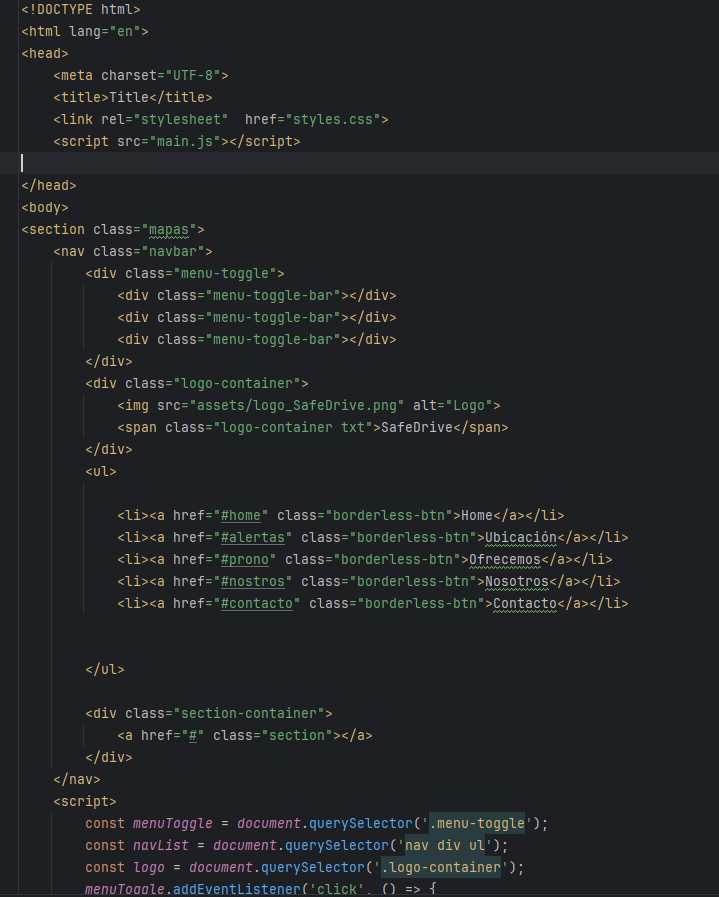 <!DOCTYPE html>
<html lang="en">
<head>
    <meta charset="UTF-8">
    <title>Title</title>
    <link rel="stylesheet"  href="styles.css">
    <script src="main.js"></script>
</head>
<body>
<section class="mapas">
    <nav class="navbar">
        <div class="menu-toggle">
            <div class="menu-toggle-bar"></div>
            <div class="menu-toggle-bar"></div>
            <div class="menu-toggle-bar"></div>
        </div>
        <div class="logo-container">
            <img src="assets/logo_SafeDrive.png" alt="Logo">
            <span class="logo-container txt">SafeDrive</span>
        </div>
        <ul>
            <li><a href="#home" class="borderless-btn">Home</a></li>
            <li><a href="#alertas" class="borderless-btn">Ubicación</a></li>
            <li><a href="#prono" class="borderless-btn">Ofrecemos</a></li>
            <li><a href="#nostros" class="borderless-btn">Nosotros</a></li>
            <li><a href="#contacto" class="borderless-btn">Contacto</a></li>
        </ul>
        <div class="section-container">
            <a href="#" class="section"></a>
        </div>
    </nav>
    <script>
        const menuToggle = document.querySelector('.menu-toggle');
        const navList = document.querySelector('nav div ul');
        const logo = document.querySelector('.logo-container');
        menuToggle.addEventListener('click', () => {